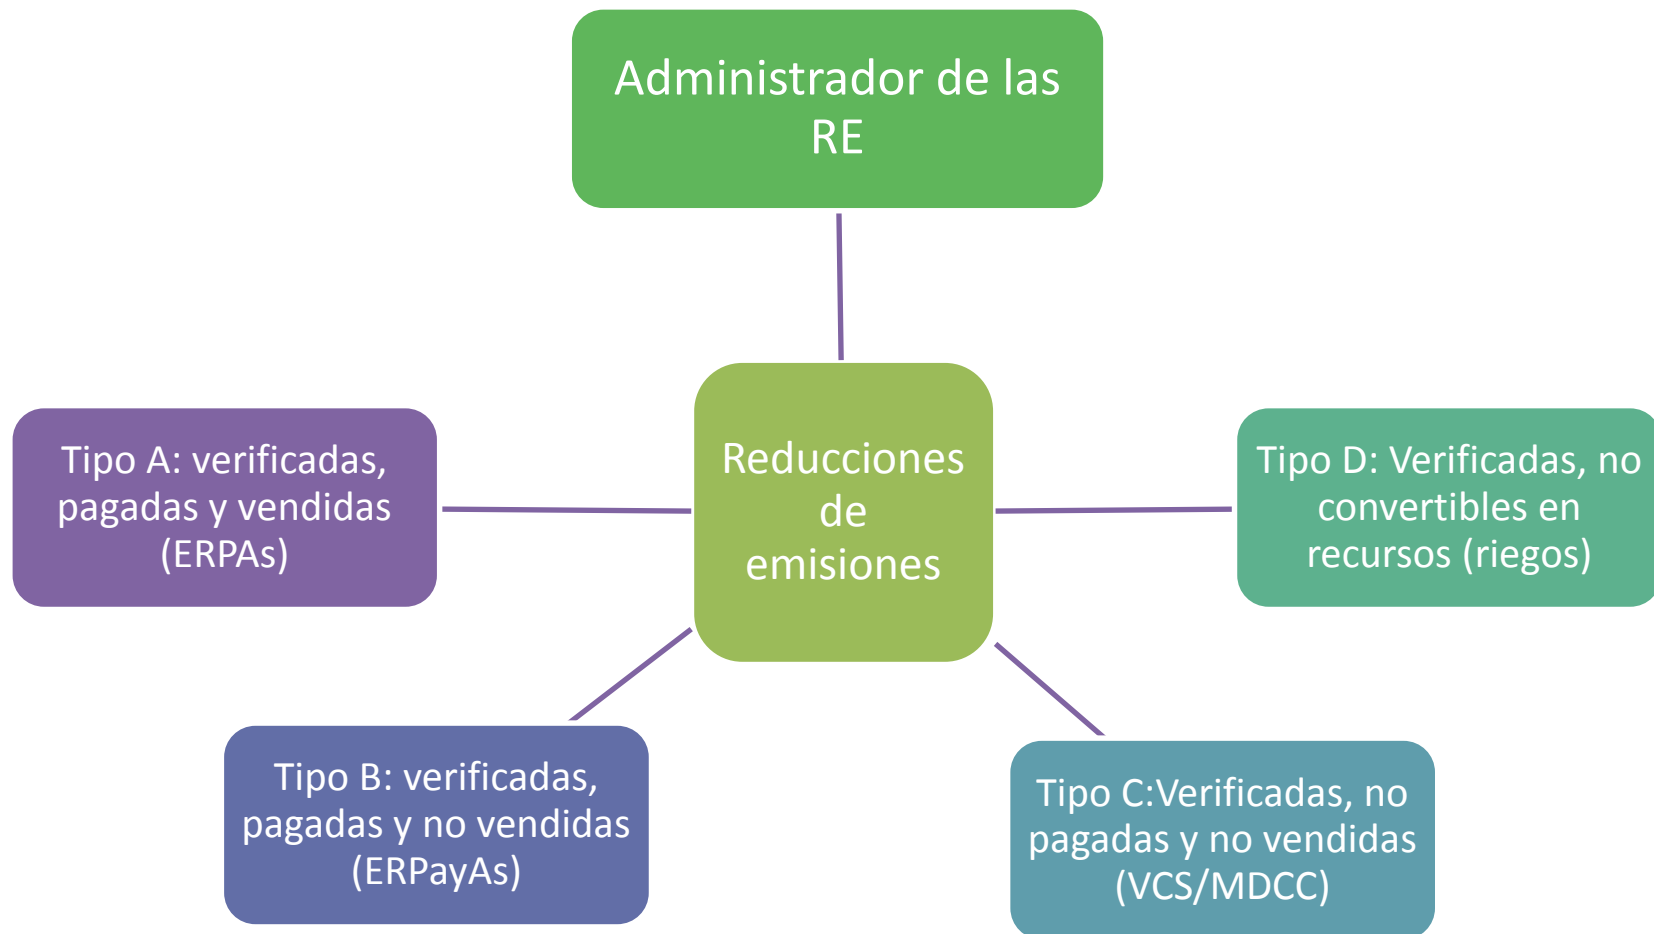 Administrador de las
RE
Reducciones
de
emisiones
Tipo A: verificadas,
pagadas y vendidas
(ERPAs)
Tipo D: Verificadas, no
convertibles en
recursos (riegos)
Tipo B: verificadas,
pagadas y no vendidas
(ERPayAs)
Tipo C:Verificadas, no
pagadas y no vendidas
(VCS/MDCC)